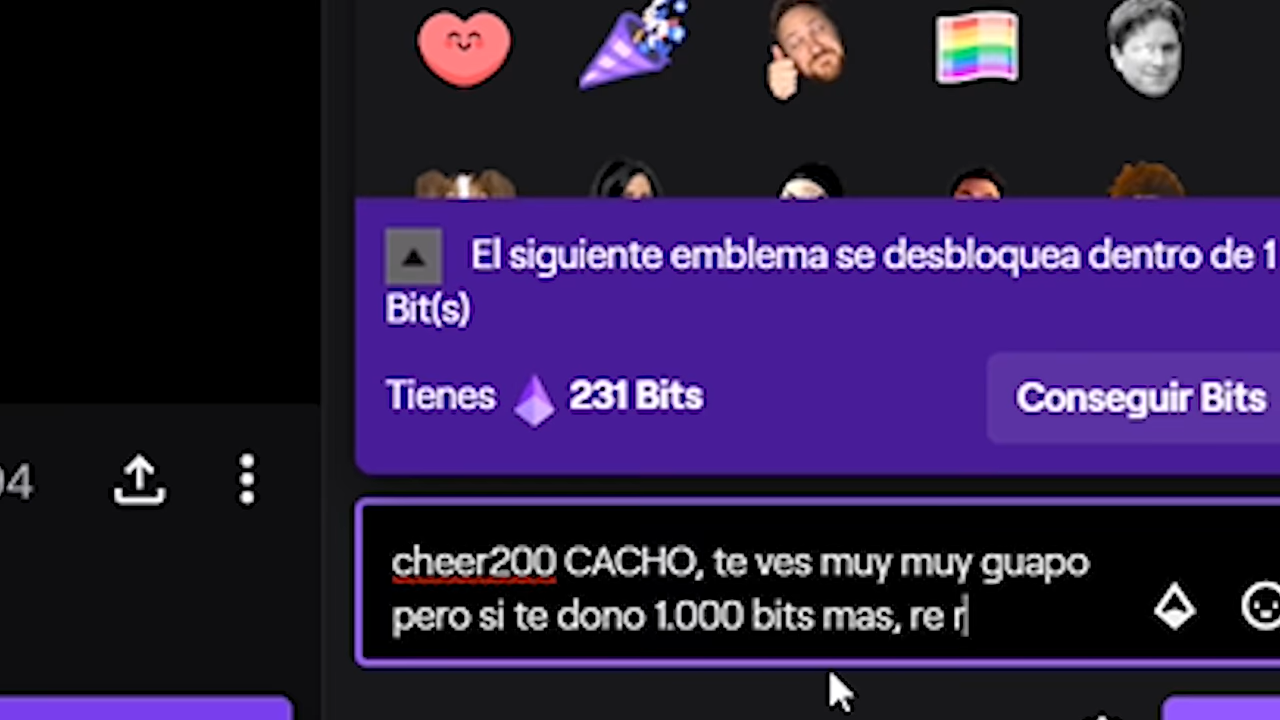 El siguiente emblema se desbloquea dentro de 1
Bit(s)
Tienes 231 Bits
Conseguir Bits
04
cheer200 CACHO, te ves muy muy guapo
pero si te dono 1.000 bits mas, re r